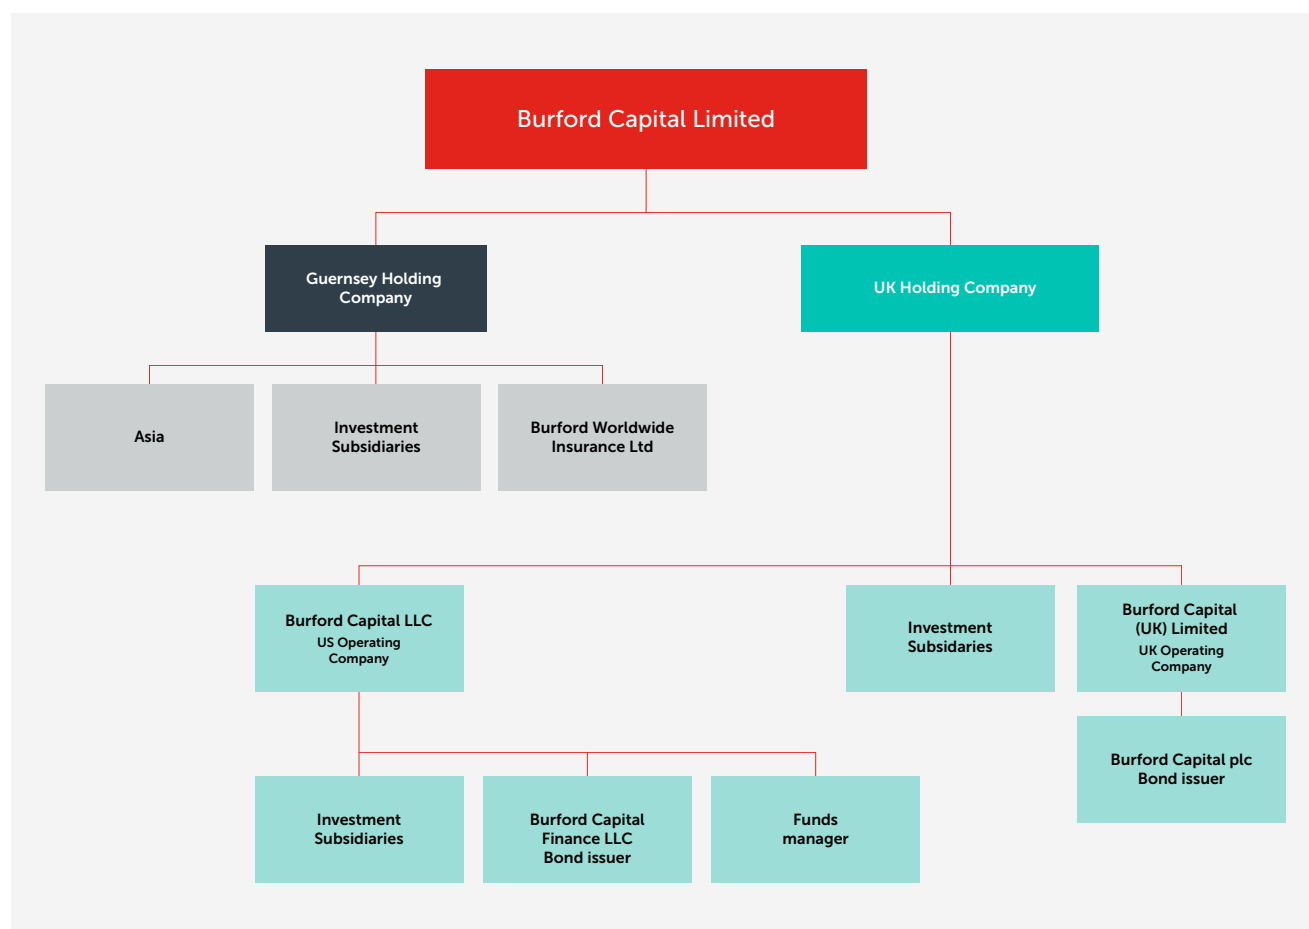 Burford Capital Limited
Guernsey Holding
Company
UK Holding Company
Asia
Investment
Subsidiaries
Burford Worldwide
Insurance Ltd
Burford Capital LLC
US Operating
Company
Investment
Subsidaries
Burford Capital
(UK) Limited
UK Operating
Company
Burford Capital plc
Bond issuer
Investment
Subsidiaries
Burford Capital
Finance LLC
Bond issuer
Funds
manager